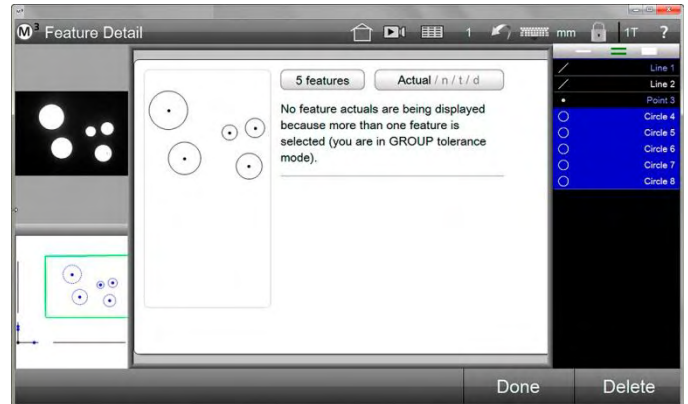 M3 Feature Detail
1
mm
1T
?
5 features
Actual / n / t / d
No feature actuals are being displayed
because more than one feature is
selected (you are in GROUP tolerance
mode).
Line 1
Line 2
Point 3
Circle 4
Circle 5
Circle 6
Circle 7
Circle 8
Done
Delete